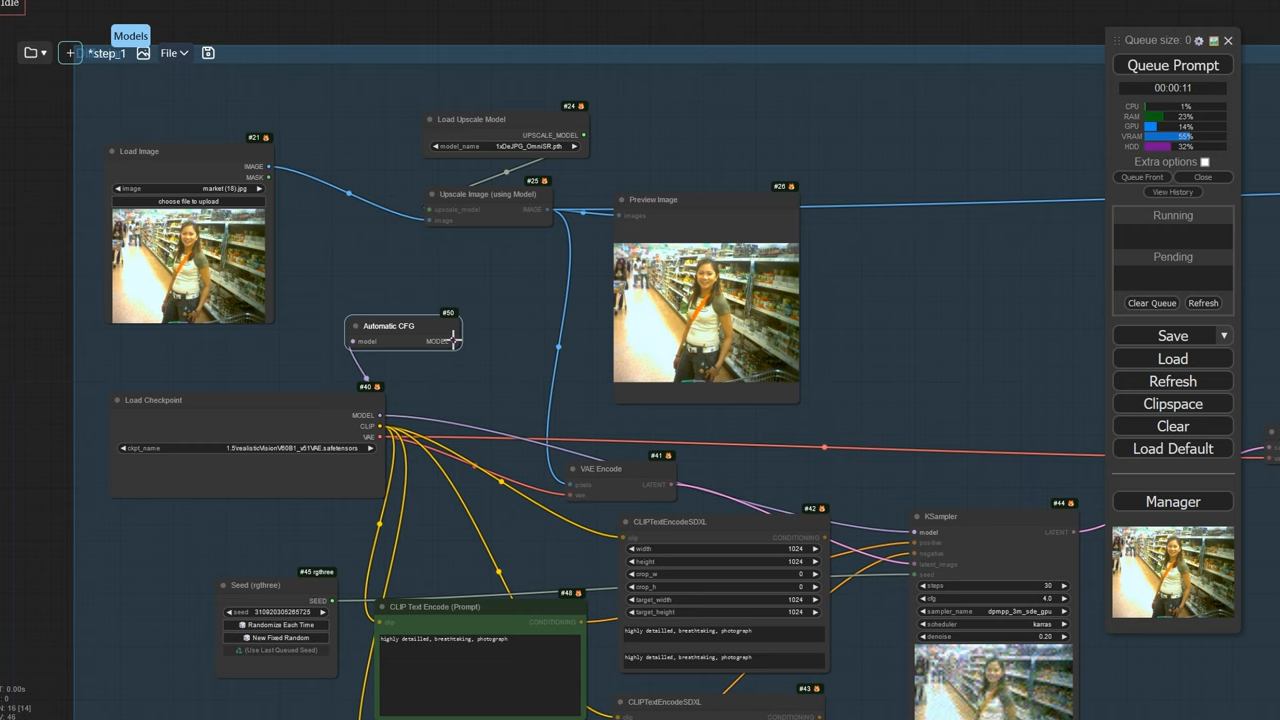 Idle
Models
*step_1
File
Queue size: 0
Queue Prompt
00:00:11
CPU
1%
RAM
23%
GPU
14%
VRAM
55%
HDD
32%
Extra options
Queue Front
Close
View History
Running
Pending
Clear Queue
Refresh
Save
Load
Refresh
Clipspace
Clear
Load Default
Manager
#24
Load Upscale Model
UPSCALE_MODEL
model_name
1xDeJPG_OmniSR.pth
#21
Load Image
IMAGE
MASK
image
market (18).jpg
choose file to upload
#25
Upscale Image (using Model)
upscale_model
IMAGE
image
#26
Preview Image
images
#50
Automatic CFG
model
#40
Load Checkpoint
MODEL
CLIP
VAE
ckpt_name
1.5\realisticVisionV60B1_v51VAE.safetensors
#41
VAE Encode
pixels
LATENT
vae
#42
CLIPTextEncodeSDXL
clip
CONDITIONING
width
1024
height
1024
crop_w
0
crop_h
0
target_width
1024
target_height
1024
highly detailled, breathtaking, photograph
highly detailled, breathtaking, photograph
#44
KSampler
model
LATENT
positive
negative
latent_image
seed
steps
30
cfg
4.0
sampler_name
dpmpp_3m_sde_gpu
scheduler
karras
denoise
0.20
#45 rgthree
Seed (rgthree)
SEED
seed
310920305265725
Randomize Each Time
New Fixed Random
(Use Last Queued Seed)
#48
CLIP Text Encode (Prompt)
clip
CONDITIONING
highly detailled, breathtaking, photograph
#43
CLIPTextEncodeSDXL
clip
CONDITIONING
T: 0.00s
: 0
N: 16 [14]
V: 46